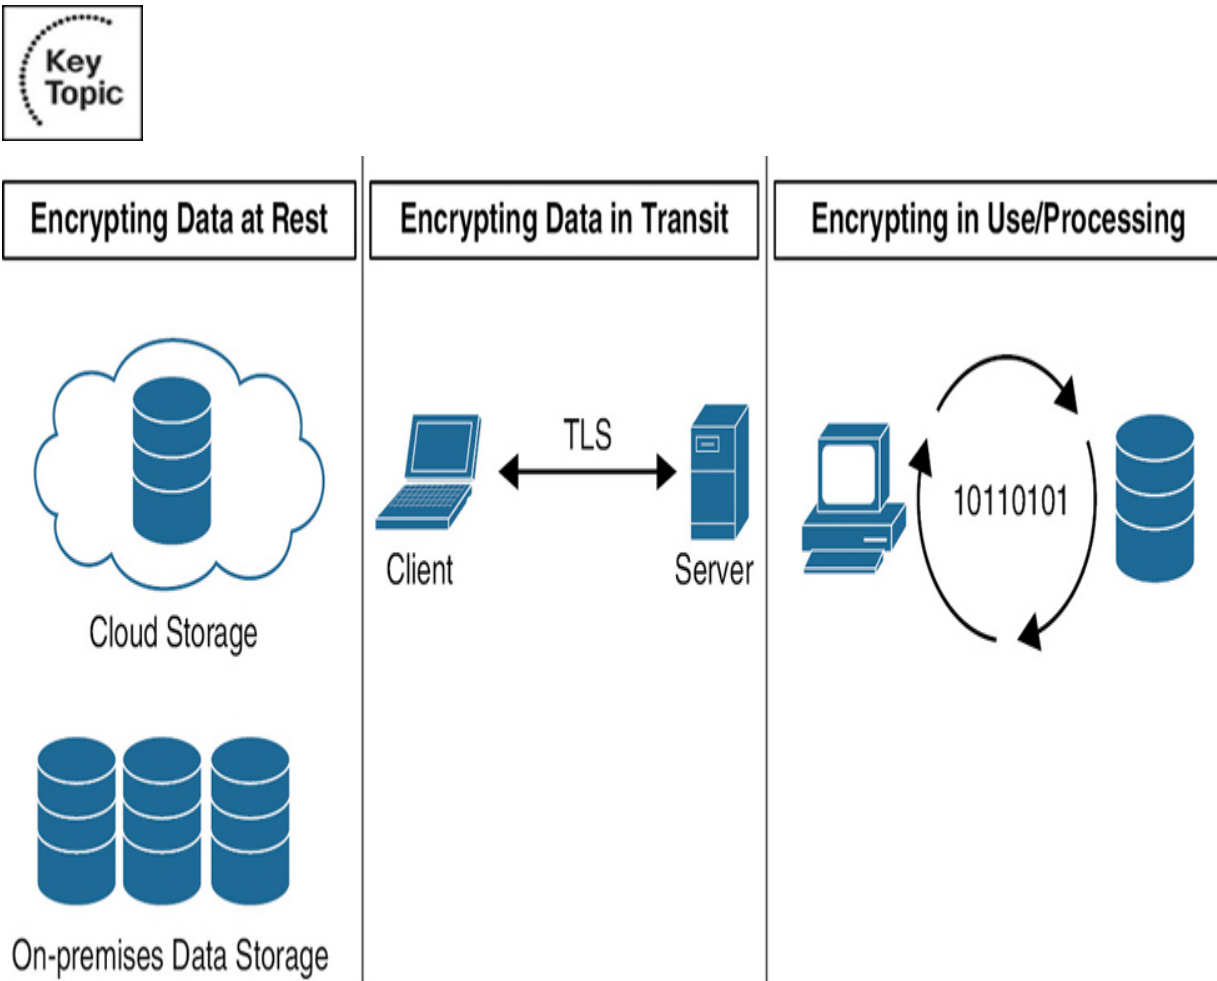 Key
Topic
Encrypting Data at Rest
Encrypting Data in Transit
Encrypting in Use/Processing
Cloud Storage
On-premises Data Storage
TLS
Client
Server
10110101